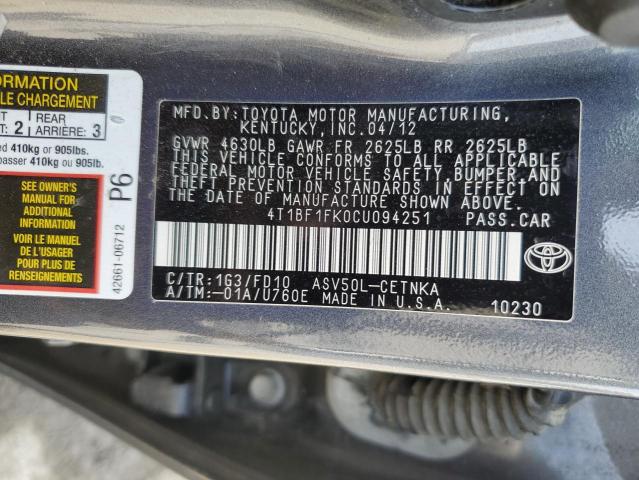 ORMATION
LE CHARGEMENT
2
REAR
ARRIÈRE: 3
ed 410kg or 905lbs.
passer 410kg ou 905lb.
SEE OWNER'S
MANUAL FOR
ADDITIONAL
INFORMATION
VOIR LE MANUEL
DE L'USAGER
POUR PLUS DE
RENSEIGNEMENTS
P6
42661-06712
MFD.BY:TOYOTA MOTOR MANUFACTURING,
KENTUCKY,INC.04/12
GVWR 4630LB GAWR FR 2625LB RR 2625LB
THIS VEHICLE CONFORMS TO ALL APPLICABLE
FEDERAL MOTOR VEHICLE SAFETY,BUMPER,AND
THEFT PREVENTION STANDARDS IN EFFECT ON
THE DATE OF MANUFACTURE SHOWN ABOVE.
4T1BF1FK0CU094251 PASS.CAR
C/TR:1G3/FD10 ASV50L-CETNKA
A/TM:-01A/U760E MADE IN U.S.A. 10230